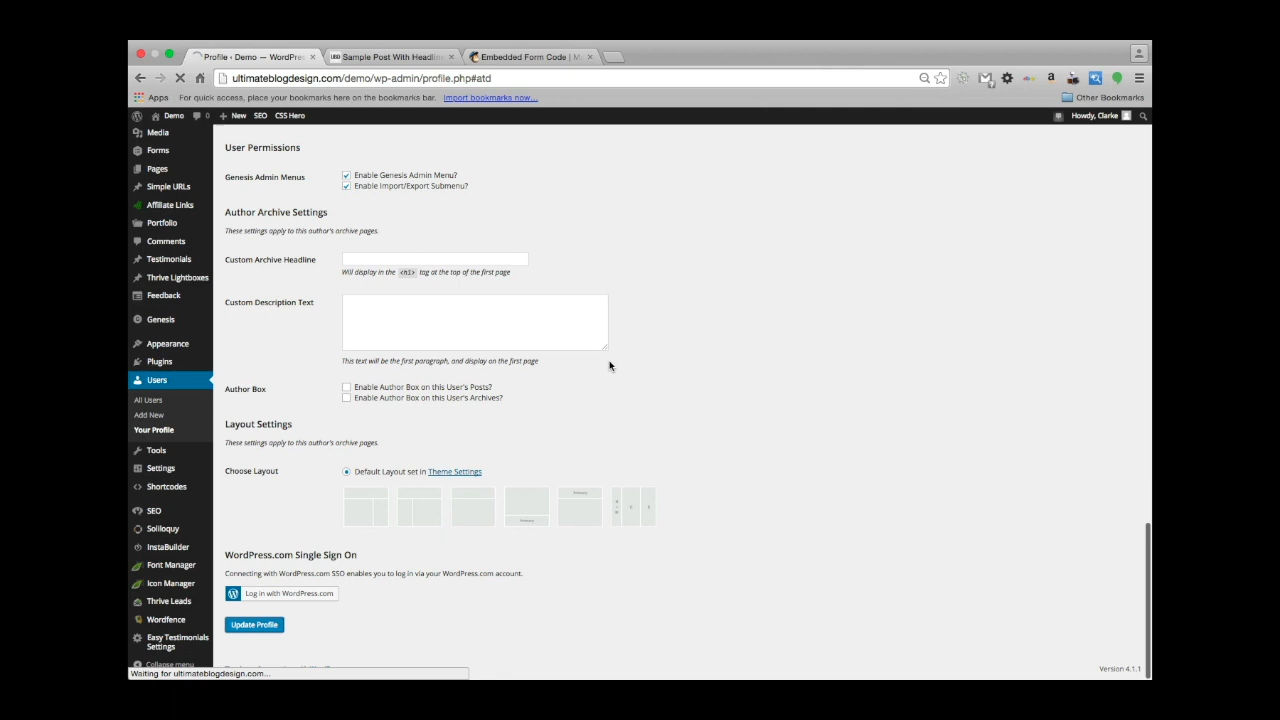 Profile ‹ Demo — WordPres
Sample Post With Headlin
Embedded Form Code | M
ultimateblogdesign.com/demo/wp-admin/profile.php#atd
Apps
For quick access, place your bookmarks here on the bookmarks bar.
Import bookmarks now...
Other Bookmarks
Demo
0
New
SEO
CSS Hero
Howdy, Clarke
Media
Forms
Pages
Simple URLs
Affiliate Links
Portfolio
Comments
Testimonials
Thrive Lightboxes
Feedback
Genesis
Appearance
Plugins
Users
All Users
Add New
Your Profile
Tools
Settings
Shortcodes
SEO
Soliloquy
InstaBuilder
Font Manager
Icon Manager
Thrive Leads
Wordfence
Easy Testimonials
Settings
Collapse menu
User Permissions
Genesis Admin Menus
Enable Genesis Admin Menu?
Enable Import/Export Submenu?
Author Archive Settings
These settings apply to this author's archive pages.
Custom Archive Headline
Will display in the <h1> tag at the top of the first page
Custom Description Text
This text will be the first paragraph, and display on the first page
Author Box
Enable Author Box on this User's Posts?
Enable Author Box on this User's Archives?
Layout Settings
These settings apply to this author's archive pages.
Choose Layout
Default Layout set in Theme Settings
WordPress.com Single Sign On
Connecting with WordPress.com SSO enables you to log in via your WordPress.com account.
Log in with WordPress.com
Update Profile
Version 4.1.1
Waiting for ultimateblogdesign.com...